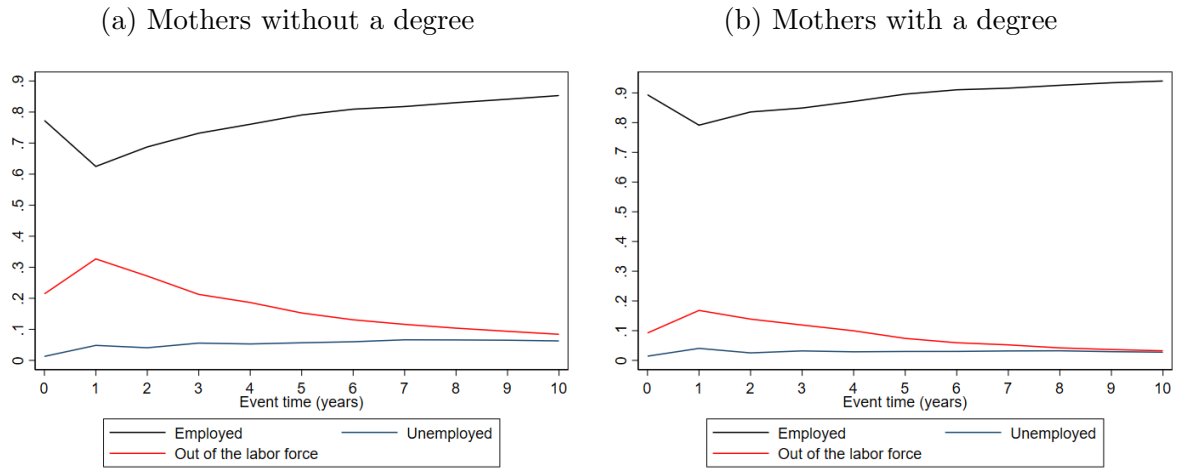 (a) Mothers without a degree
.9
.8
.7
.6
.5
.4
.3
.2
.1
0
0 1 2 3 4 5 6 7 8 9 10
Event time (years)
Employed
Unemployed
Out of the labor force
(b) Mothers with a degree
.9
.8
.7
.6
.5
.4
.3
.2
.1
0
0 1 2 3 4 5 6 7 8 9 10
Event time (years)
Employed
Unemployed
Out of the labor force